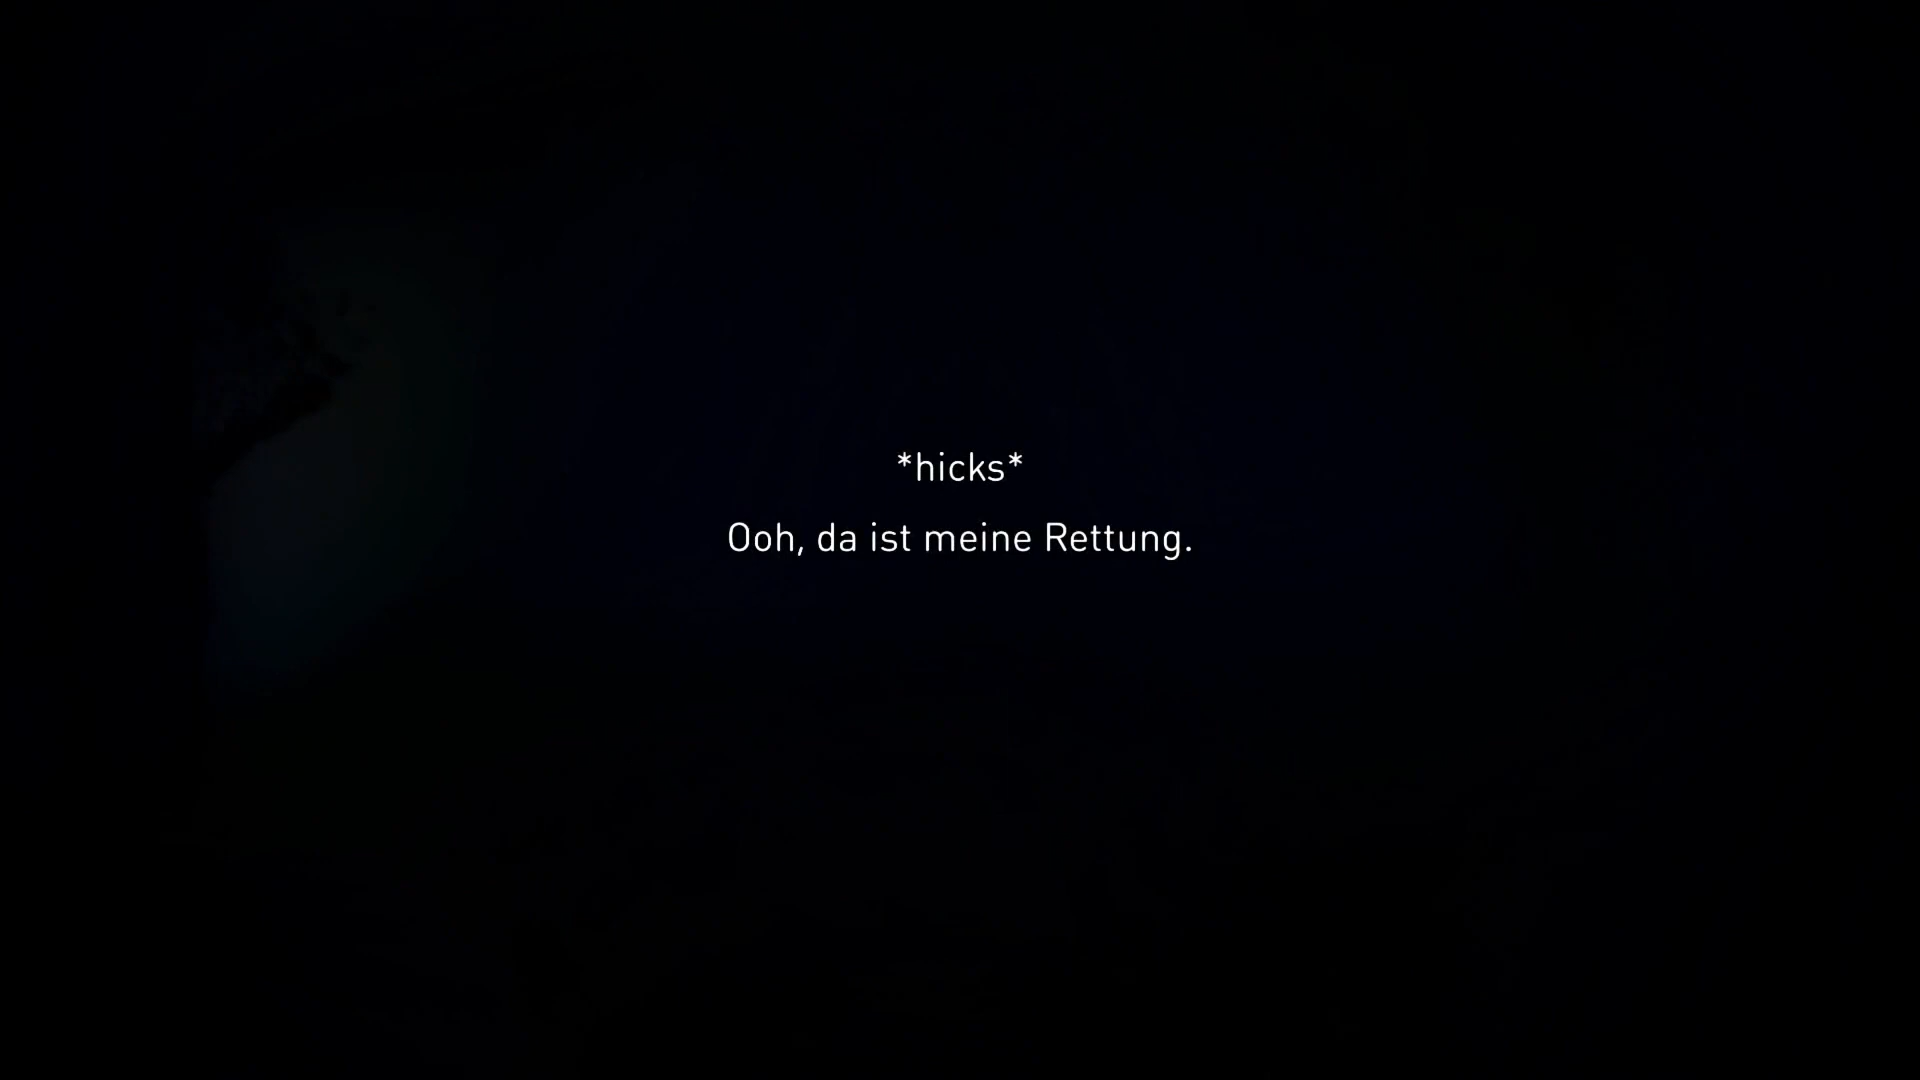 *hicks*
Ooh, da ist meine Rettung.